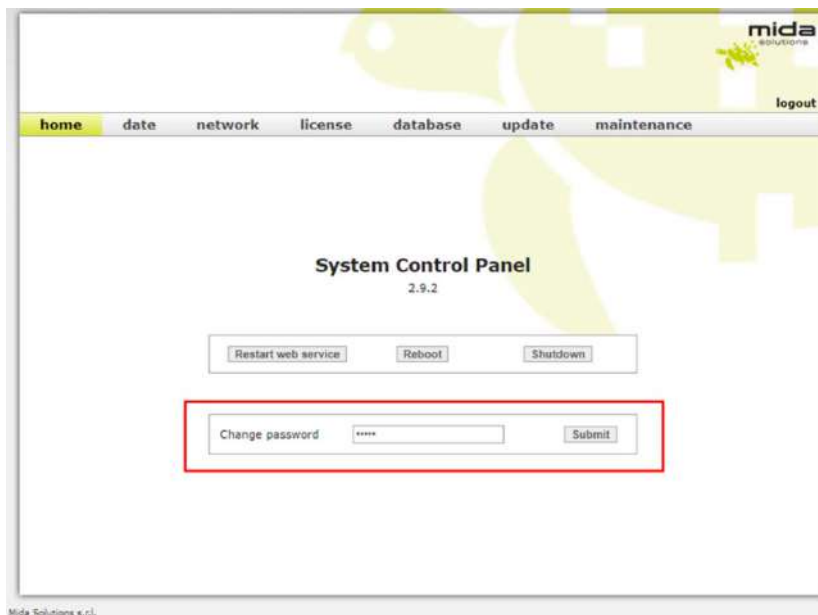 mida
solutions
logout
home date network license database update maintenance
System Control Panel
2.9.2
Restart web service Reboot Shutdown
Change password ••••• Submit
Mida Solutions s.r.l.